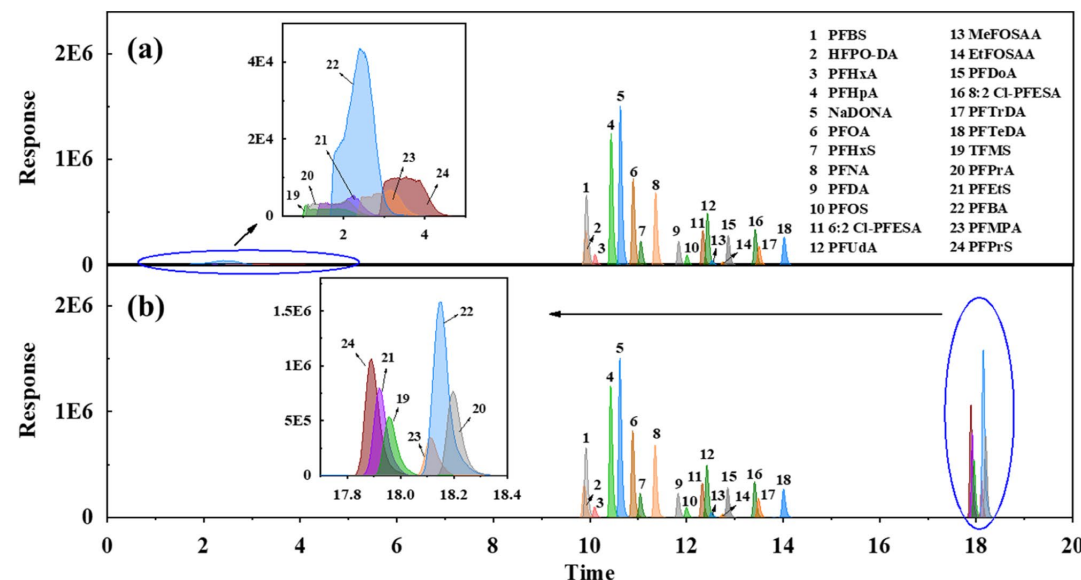 (a)
2E6
1E6
0
Response
4E4
2E4
0
2 4
22
21
20
19
23
24
1
2
3
4
5
6
7
8
9
10
11
12
13
14
15
16
17
18
1 PFBS
2 HFPO-DA
3 PFHxA
4 PFHpA
5 NaDONA
6 PFOA
7 PFHxS
8 PFNA
9 PFDA
10 PFOS
11 6:2 Cl-PFESA
12 PFUdA
13 MeFOSAA
14 EtFOSAA
15 PFDoA
16 8:2 Cl-PFESA
17 PFTrDA
18 PFTeDA
19 TFMS
20 PFPrA
21 PFEtS
22 PFBA
23 PFMPA
24 PFPrS
(b)
2E6
1E6
0
Response
1.5E6
1E6
5E5
0
17.8 18.0 18.2 18.4
24
21
19
23
22
20
1
2
3
4
5
6
7
8
9
10
11
12
13
14
15
16
17
18
0 2 4 6 8 10 12 14 16 18 20
Time